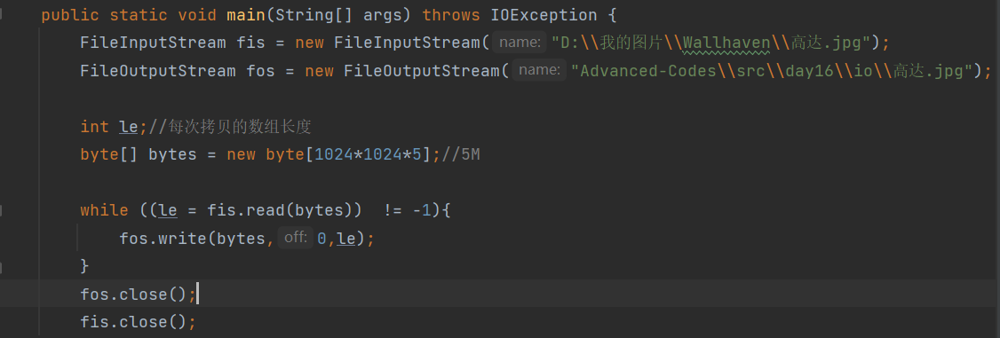 public static void main(String[] args) throws IOException {
FileInputStream fis = new FileInputStream( name: "D:\\我的图片\\Wallhaven\\高达.jpg");
FileOutputStream fos = new FileOutputStream( name: "Advanced-Codes\\src\\day16\\io\\高达.jpg");
int le;//每次拷贝的数组长度
byte[] bytes = new byte[1024*1024*5];//5M
while ((le = fis.read(bytes))  != -1){
fos.write(bytes, off: 0,le);
}
fos.close();
fis.close();